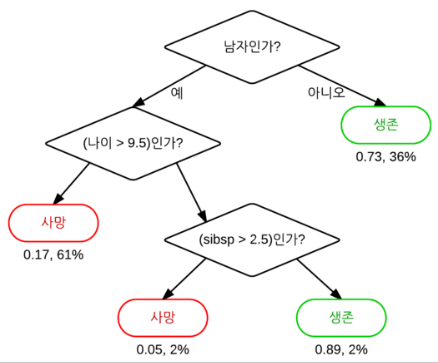 남자인가?
예
아니오
생존
0.73, 36%
(나이 > 9.5)인가?
사망
0.17, 61%
(sibsp > 2.5)인가?
사망
0.05, 2%
생존
0.89, 2%